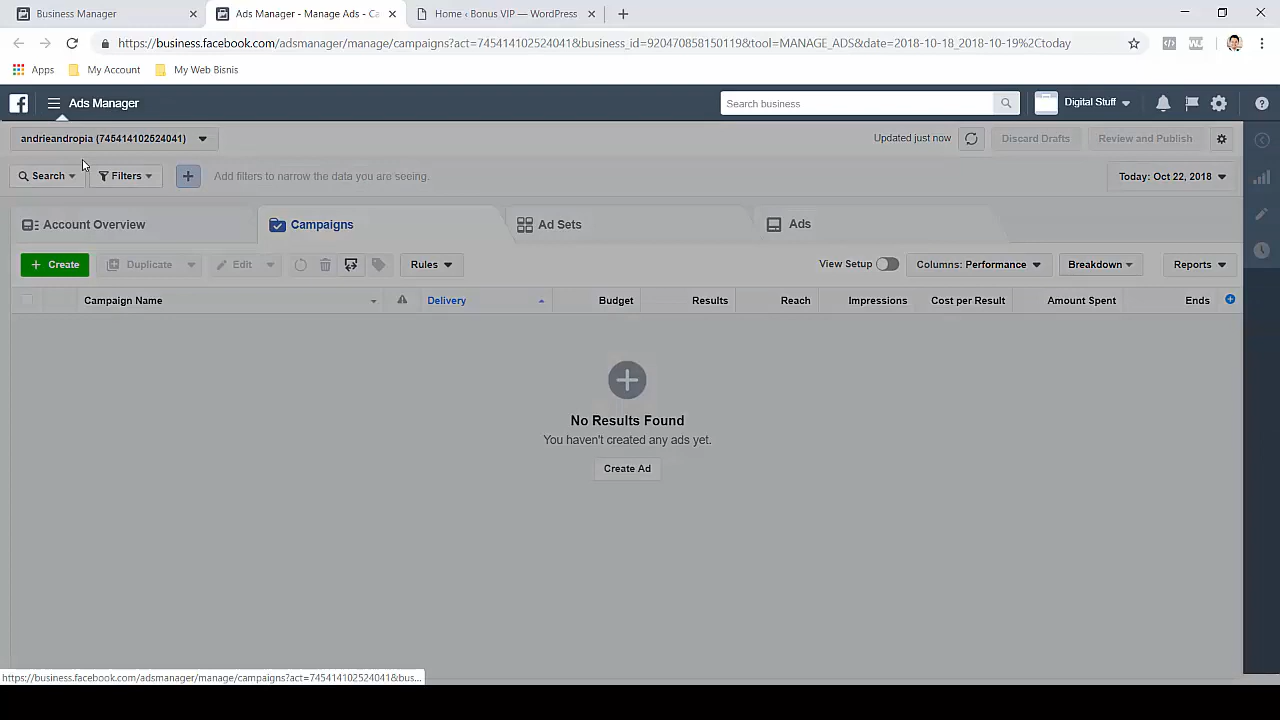 Business Manager
Ads Manager - Manage Ads - Ca
Home ‹ Bonus VIP — WordPress
https://business.facebook.com/adsmanager/manage/campaigns?act=745414102524041&business_id=920470858150119&tool=MANAGE_ADS&date=2018-10-18_2018-10-19%2Ctoday
Apps
My Account
My Web Bisnis
Ads Manager
Search business
Digital Stuff
andrieandropia (745414102524041)
Updated just now
Discard Drafts
Review and Publish
Search
Filters
Add filters to narrow the data you are seeing.
Today: Oct 22, 2018
Account Overview
Campaigns
Ad Sets
Ads
+ Create
Duplicate
Edit
Rules
View Setup
Columns: Performance
Breakdown
Reports
Campaign Name
Delivery
Budget
Results
Reach
Impressions
Cost per Result
Amount Spent
Ends
No Results Found
You haven't created any ads yet.
Create Ad
https://business.facebook.com/adsmanager/manage/campaigns?act=745414102524041&bus...